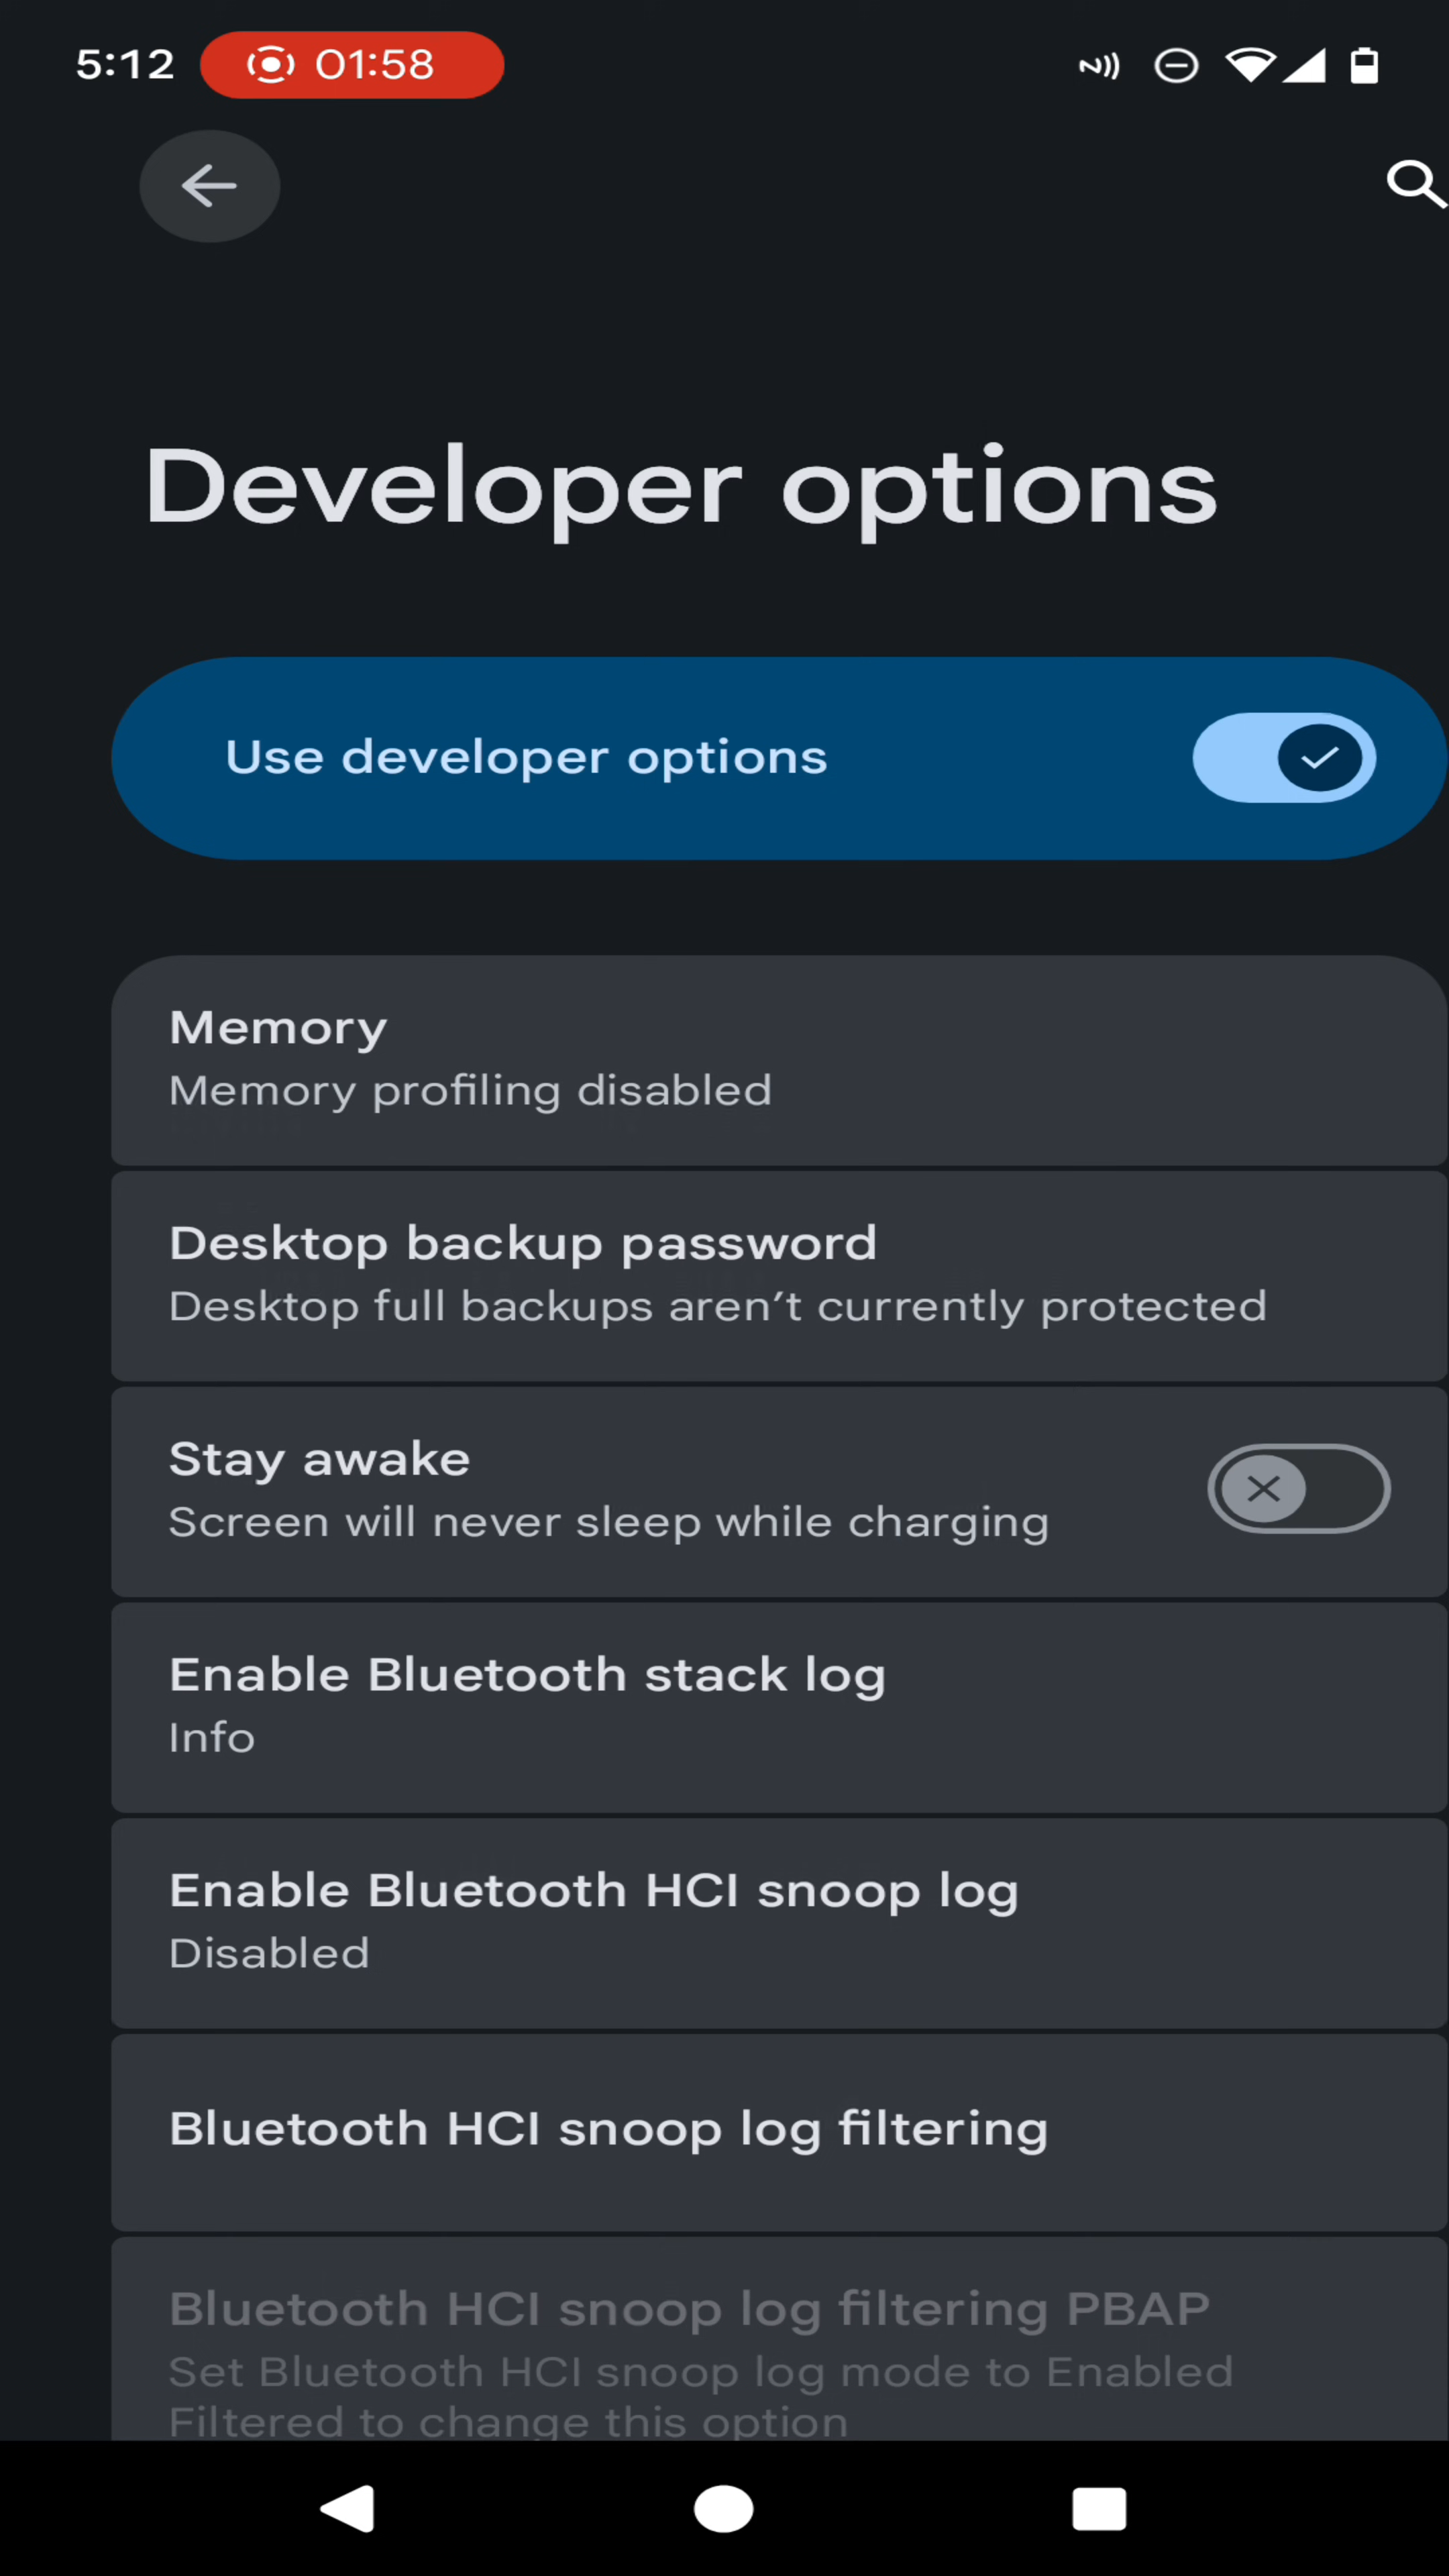 5:12 01:58
Developer options
Use developer options
Memory
Memory profiling disabled
Desktop backup password
Desktop full backups aren’t currently protected
Stay awake
Screen will never sleep while charging
Enable Bluetooth stack log
Info
Enable Bluetooth HCI snoop log
Disabled
Bluetooth HCI snoop log filtering
Bluetooth HCI snoop log filtering PBAP
Set Bluetooth HCI snoop log mode to Enabled
Filtered to change this option